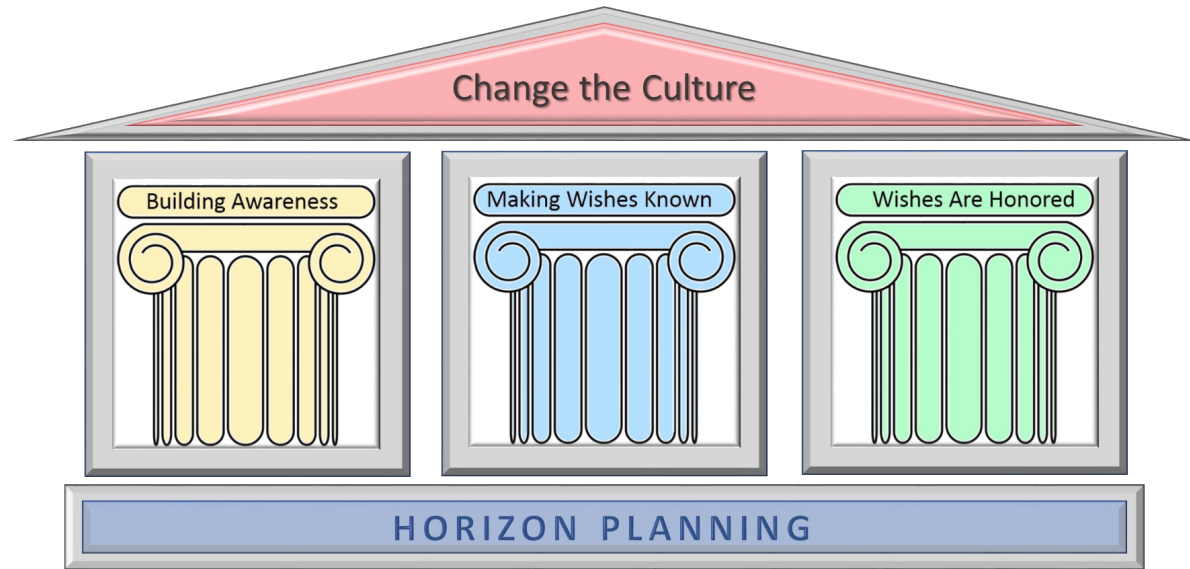 Change the Culture
Building Awareness
Making Wishes Known
Wishes Are Honored
HORIZON PLANNING